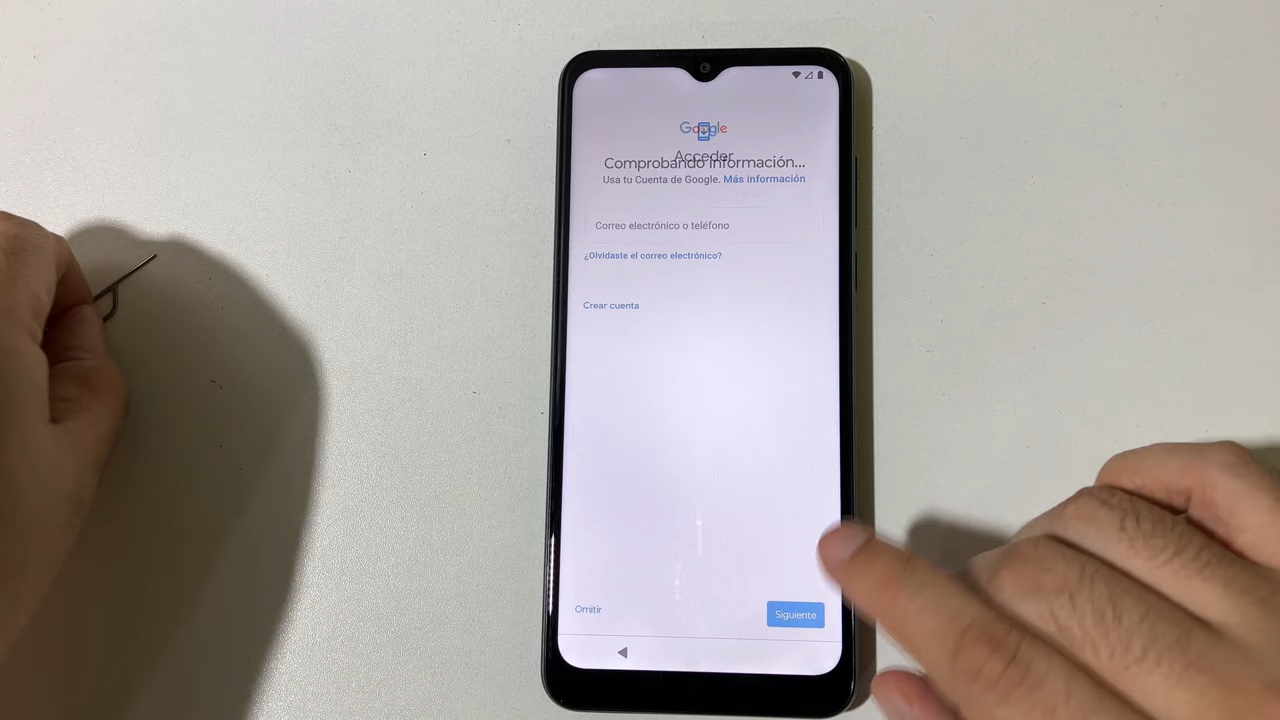 Google
Acceder
Comprobando información...
Usa tu Cuenta de Google. Más información
Correo electrónico o teléfono
¿Olvidaste el correo electrónico?
Crear cuenta
Omitir
Siguiente